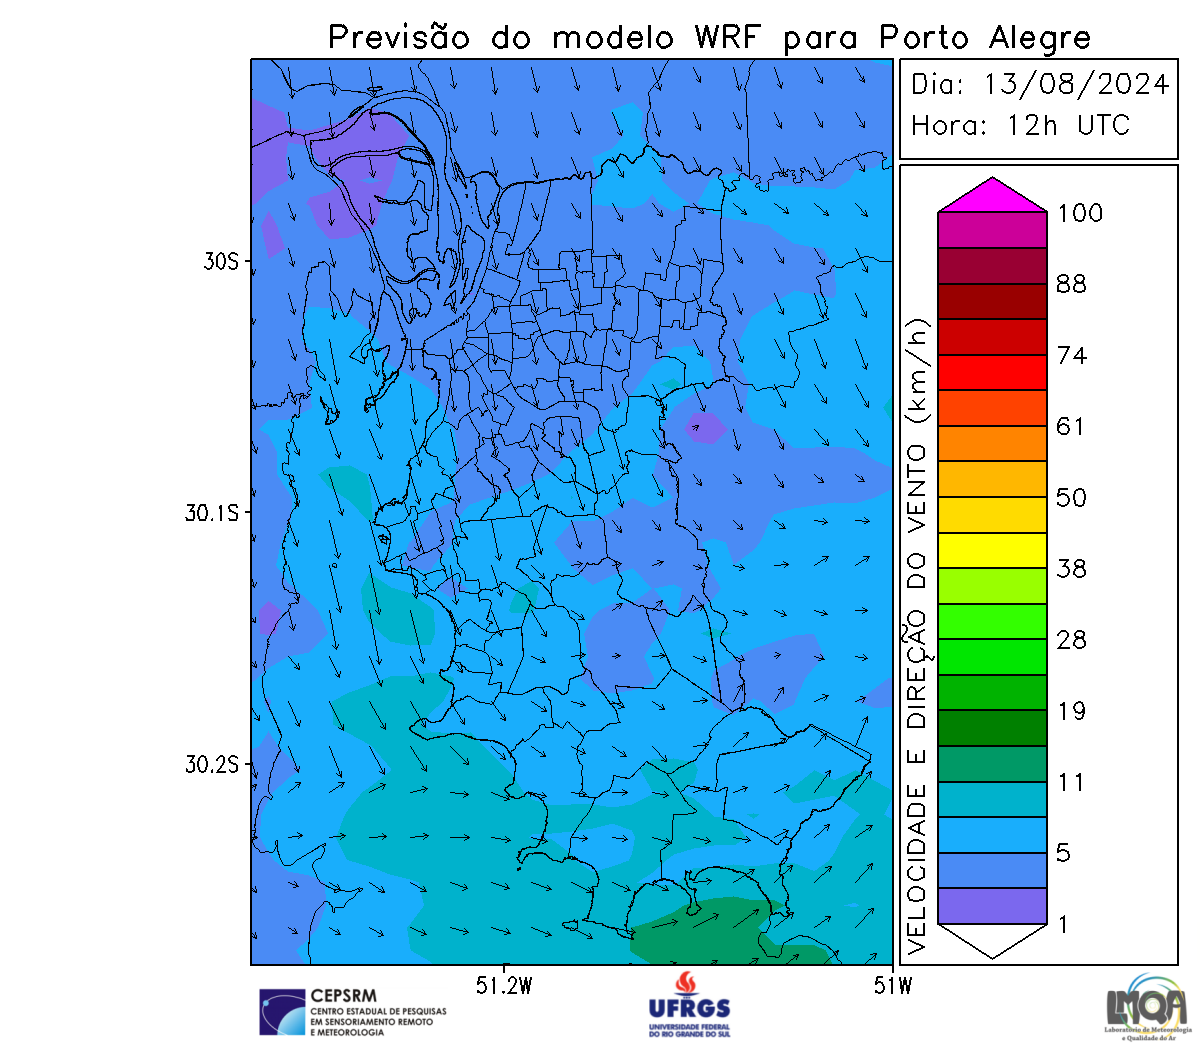 Previsão do modelo WRF para Porto Alegre
Dia: 13/08/2024
Hora: 12h UTC
30S
30.1S
30.2S
51.2W
51W
VELOCIDADE E DIREÇÃO DO VENTO (km/h)
100
88
74
61
50
38
28
19
11
5
1
CEPSRM
CENTRO ESTADUAL DE PESQUISAS
EM SENSORIAMENTO REMOTO
E METEOROLOGIA
UFRGS
UNIVERSIDADE FEDERAL
DO RIO GRANDE DO SUL
LMQA
Laboratório de Meteorologia
e Qualidade do Ar